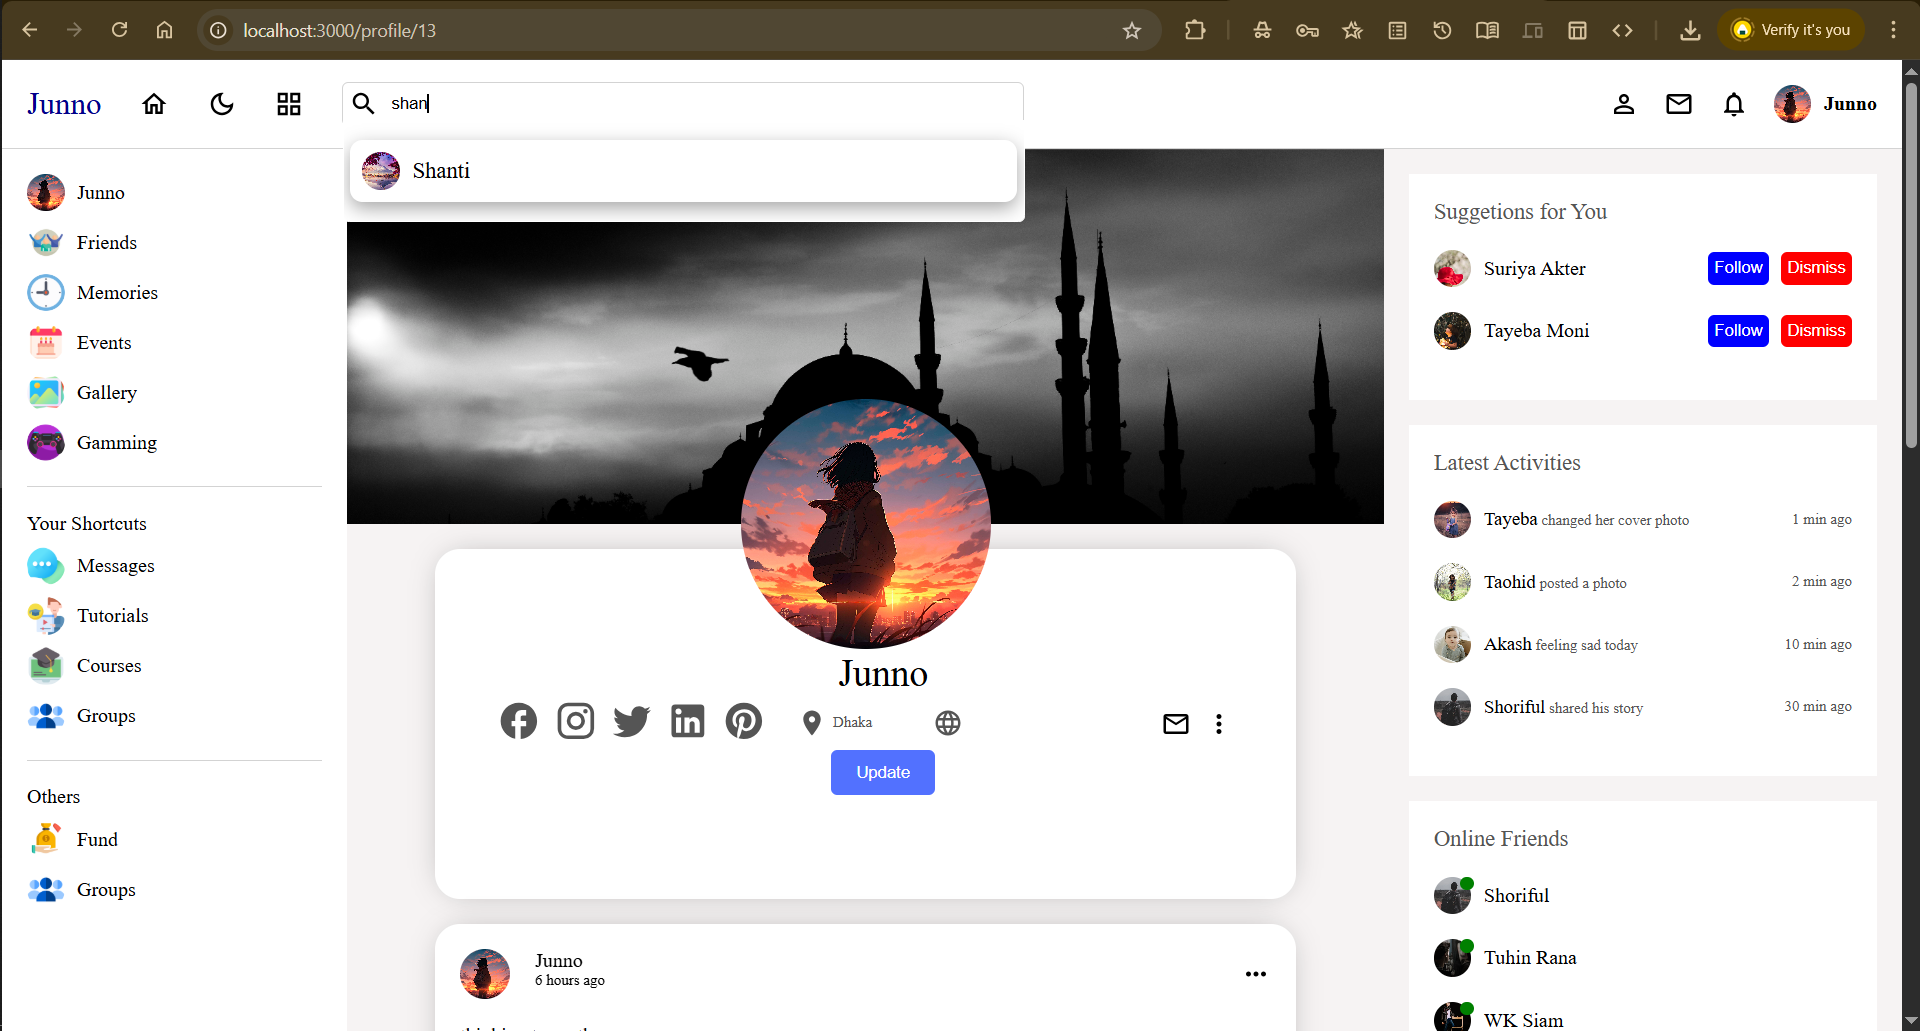 localhost:3000/profile/13
Verify it's you
Junno
shan
Junno
Shanti
Junno
Friends
Memories
Events
Gallery
Gamming
Your Shortcuts
Messages
Tutorials
Courses
Groups
Others
Fund
Groups
Junno
Dhaka
Update
Junno
6 hours ago
Suggetions for You
Suriya Akter Follow Dismiss
Tayeba Moni Follow Dismiss
Latest Activities
Tayeba changed her cover photo 1 min ago
Taohid posted a photo 2 min ago
Akash feeling sad today 10 min ago
Shoriful shared his story 30 min ago
Online Friends
Shoriful
Tuhin Rana
WK Siam